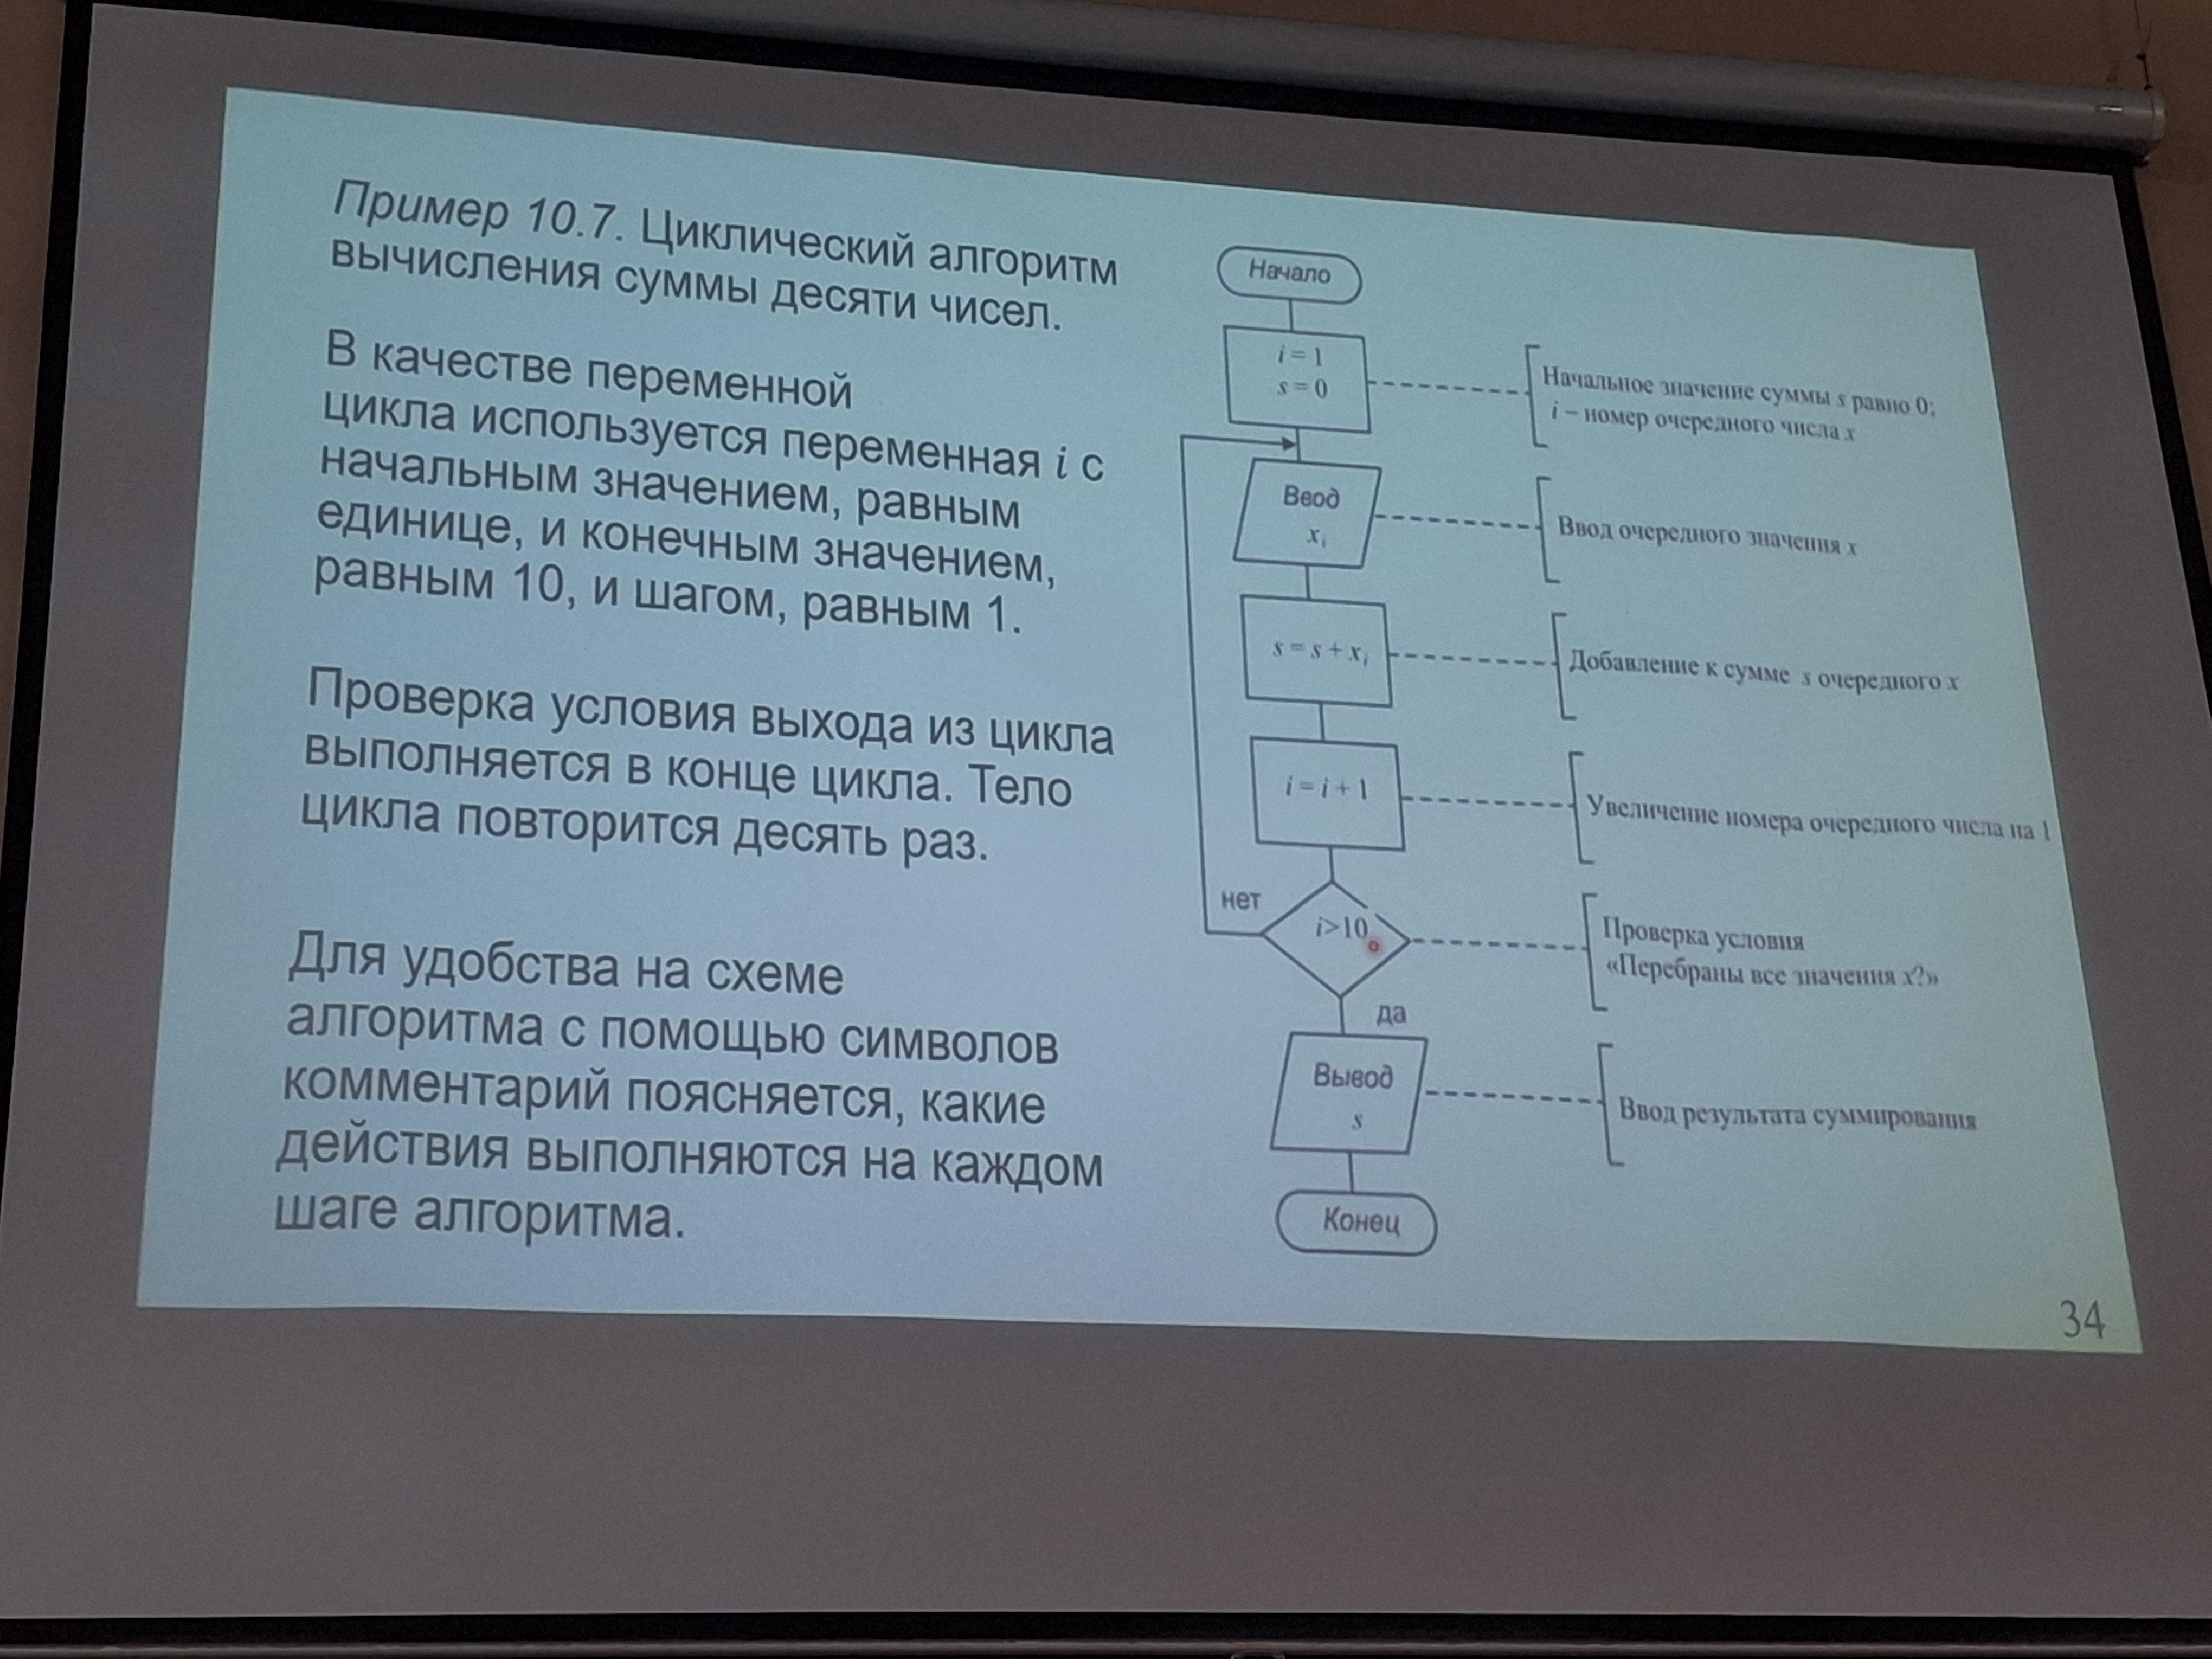 Пример 10.7. Циклический алгоритм
вычисления суммы десяти чисел.
В качестве переменной
цикла используется переменная i с
начальным значением, равным
единице, и конечным значением,
равным 10, и шагом, равным 1.
Проверка условия выхода из цикла
выполняется в конце цикла. Тело
цикла повторится десять раз.
Для удобства на схеме
алгоритма с помощью символов
комментарий поясняется, какие
действия выполняются на каждом
шаге алгоритма.
Начало
i = 1
s = 0
Начальное значение суммы s равно 0;
i – номер очередного числа x
Ввод
xᵢ
Ввод очередного значения x
s = s + xᵢ
Добавление к сумме s очередного x
i = i + 1
Увеличение номера очередного числа на 1
нет
i>10
Проверка условия
«Перебраны все значения x?»
да
Вывод
s
Ввод результата суммирования
Конец
34